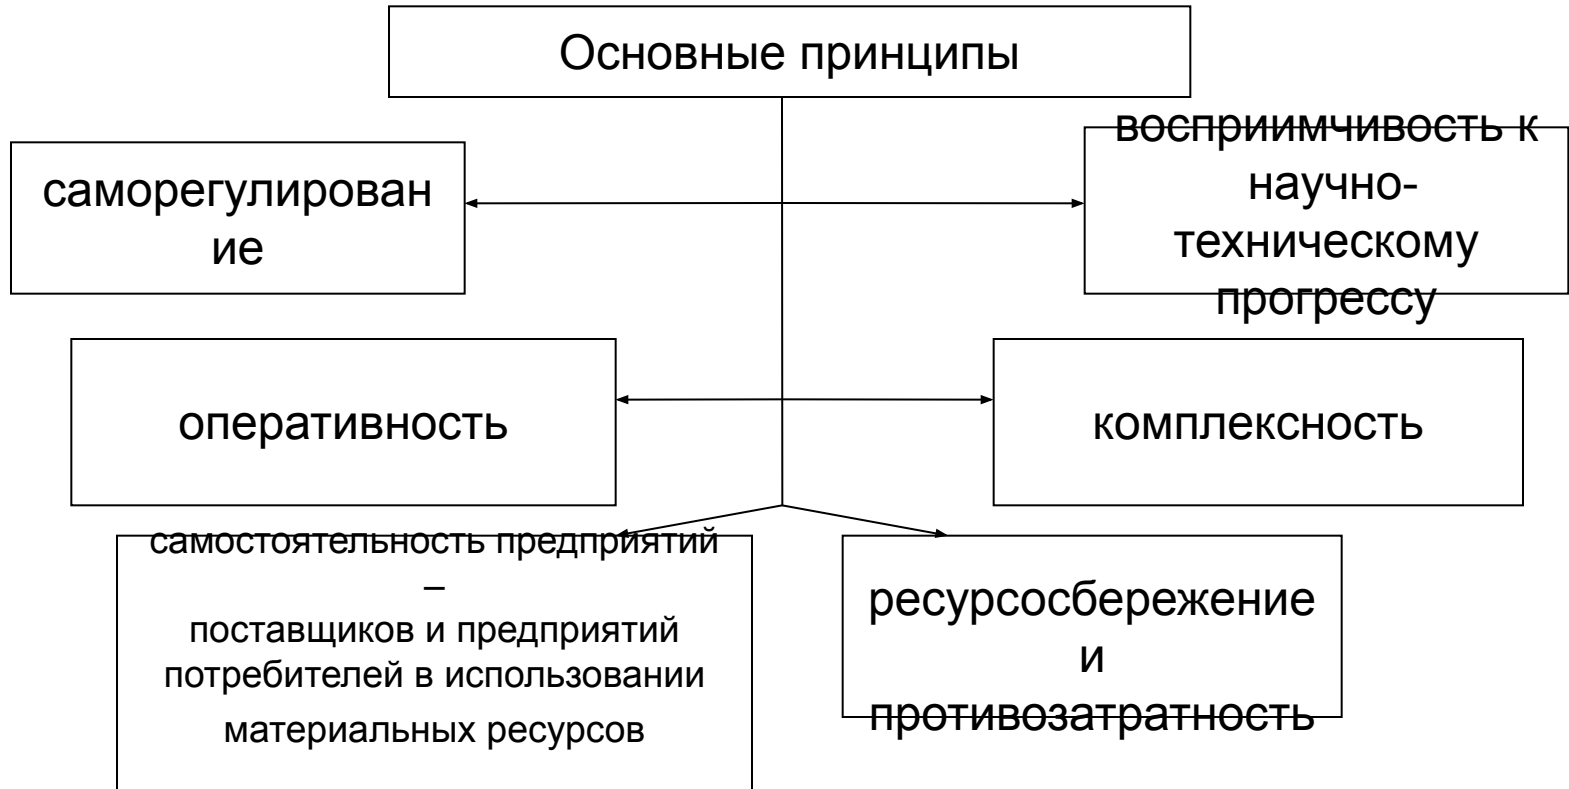 Основные принципы
саморегулирован
ие
восприимчивость к
научно-
техническому
прогрессу
оперативность
комплексность
самостоятельность предприятий
–
поставщиков и предприятий
потребителей в использовании
материальных ресурсов
ресурсосбережение
и
противозатратность